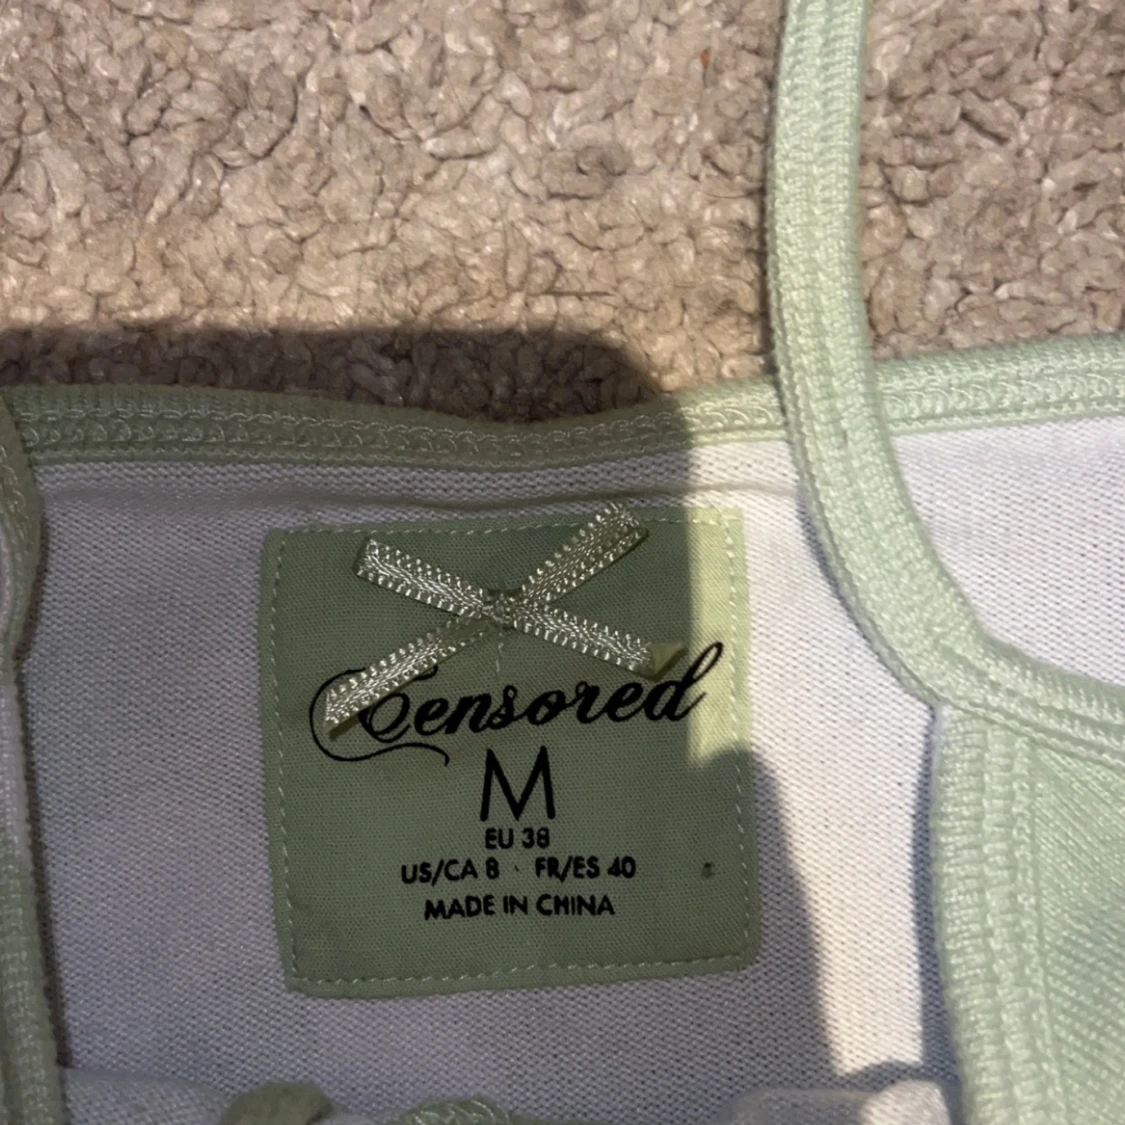 Censored
M
EU 38
US/CA 8 · FR/ES 40
MADE IN CHINA